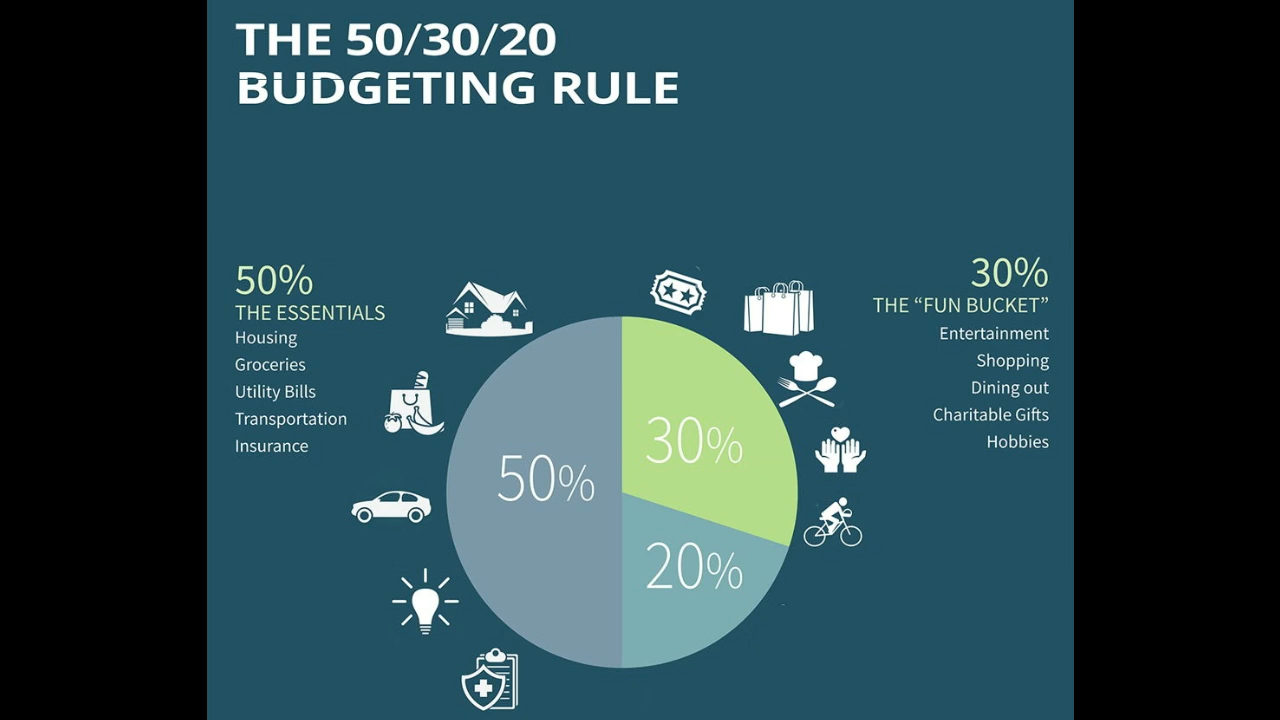 THE 50/30/20
BUDGETING RULE
50%
THE ESSENTIALS
Housing
Groceries
Utility Bills
Transportation
Insurance
30%
THE “FUN BUCKET”
Entertainment
Shopping
Dining out
Charitable Gifts
Hobbies
50%
30%
20%